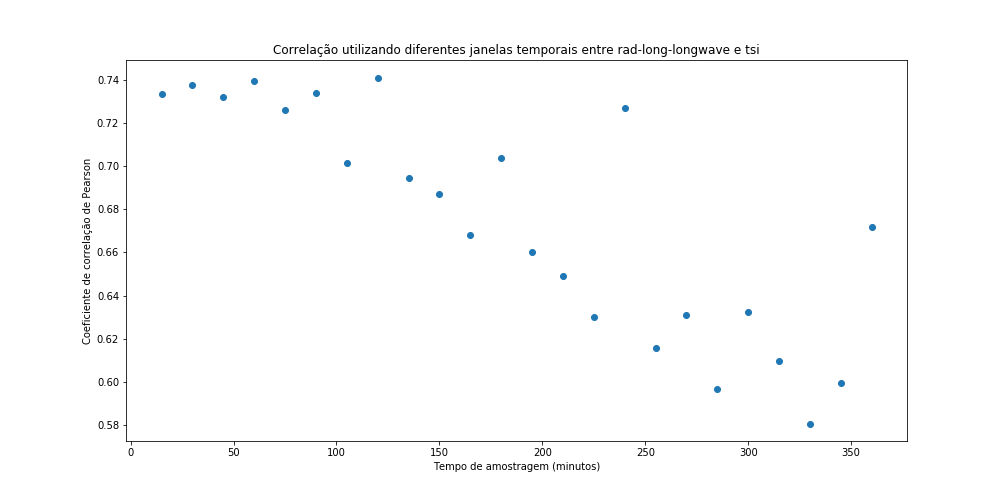 Correlação utilizando diferentes janelas temporais entre rad-long-longwave e tsi
Coeficiente de correlação de Pearson
0.74
0.72
0.70
0.68
0.66
0.64
0.62
0.60
0.58
0 50 100 150 200 250 300 350
Tempo de amostragem (minutos)